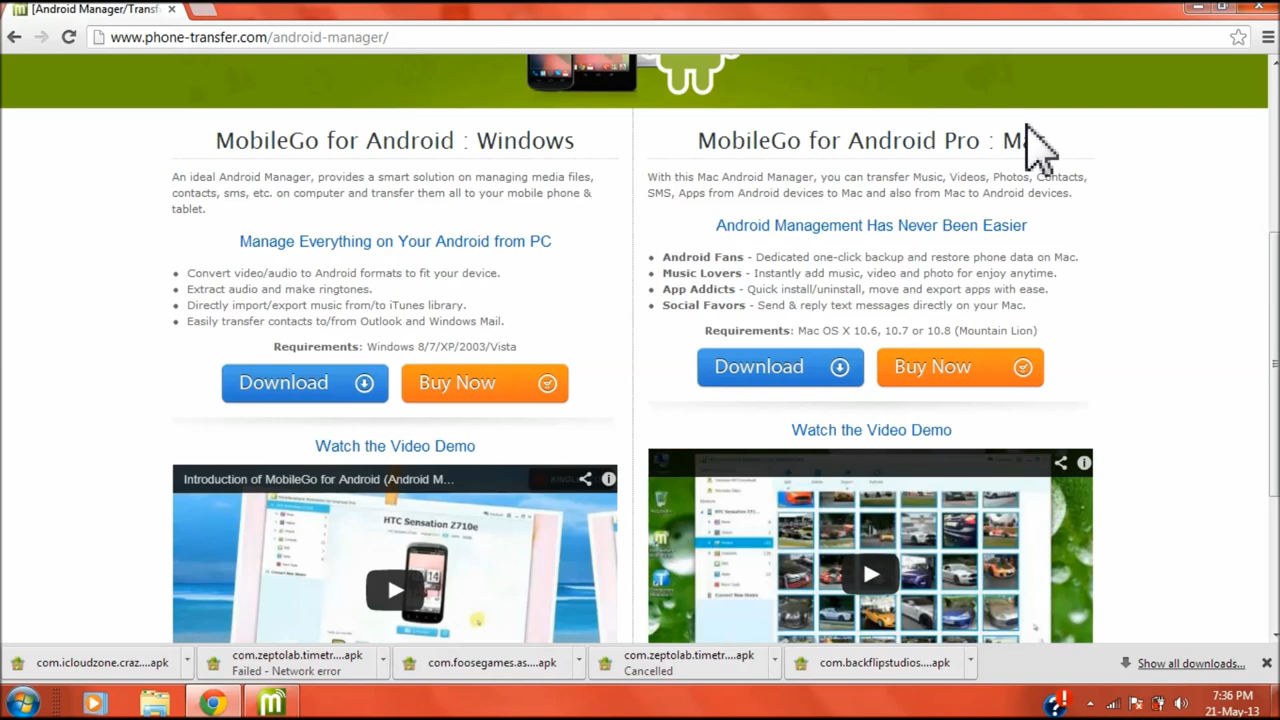 [Android Manager/Transf
www.phone-transfer.com/android-manager/
MobileGo for Android : Windows
An ideal Android Manager, provides a smart solution on managing media files,
contacts, sms, etc. on computer and transfer them all to your mobile phone &
tablet.
Manage Everything on Your Android from PC
Convert video/audio to Android formats to fit your device.
Extract audio and make ringtones.
Directly import/export music from/to iTunes library.
Easily transfer contacts to/from Outlook and Windows Mail.
Requirements: Windows 8/7/XP/2003/Vista
Download
Buy Now
Watch the Video Demo
Introduction of MobileGo for Android (Android M...
HTC Sensation Z710e
14
MobileGo for Android Pro :
With this Mac Android Manager, you can transfer Music, Videos, Photos, Contacts,
SMS, Apps from Android devices to Mac and also from Mac to Android devices.
Android Management Has Never Been Easier
Android Fans - Dedicated one-click backup and restore phone data on Mac.
Music Lovers - Instantly add music, video and photo for enjoy anytime.
App Addicts - Quick install/uninstall, move and export apps with ease.
Social Favors - Send & reply text messages directly on your Mac.
Requirements: Mac OS X 10.6, 10.7 or 10.8 (Mountain Lion)
Download
Buy Now
Watch the Video Demo
com.icloudzone.craz....apk
com.zeptolab.timetr....apk
Failed - Network error
com.foosegames.as....apk
com.zeptolab.timetr....apk
Cancelled
com.backflipstudios....apk
Show all downloads...
7:36 PM
21-May-13